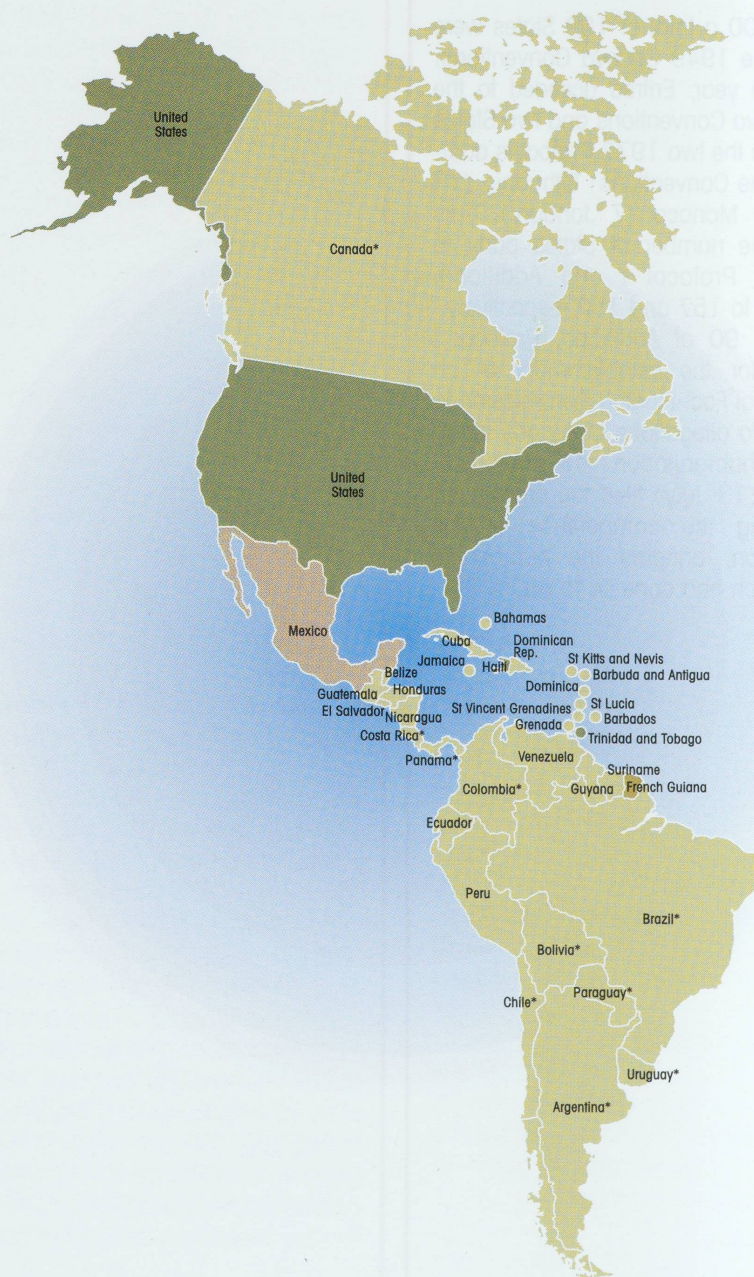 United
States
Canada*
United
States
Mexico
Bahamas
Cuba
Dominican
Rep.
Jamaica
Haiti
St Kitts and Nevis
Barbuda and Antigua
Belize
Dominica
Guatemala
Honduras
St Lucia
El Salvador
St Vincent Grenadines
Nicaragua
Barbados
Grenada
Costa Rica*
Trinidad and Tobago
Panama*
Venezuela
Suriname
Colombia*
Guyana
French Guiana
Ecuador
Peru
Brazil*
Bolivia*
Chile*
Paraguay*
Uruguay*
Argentina*